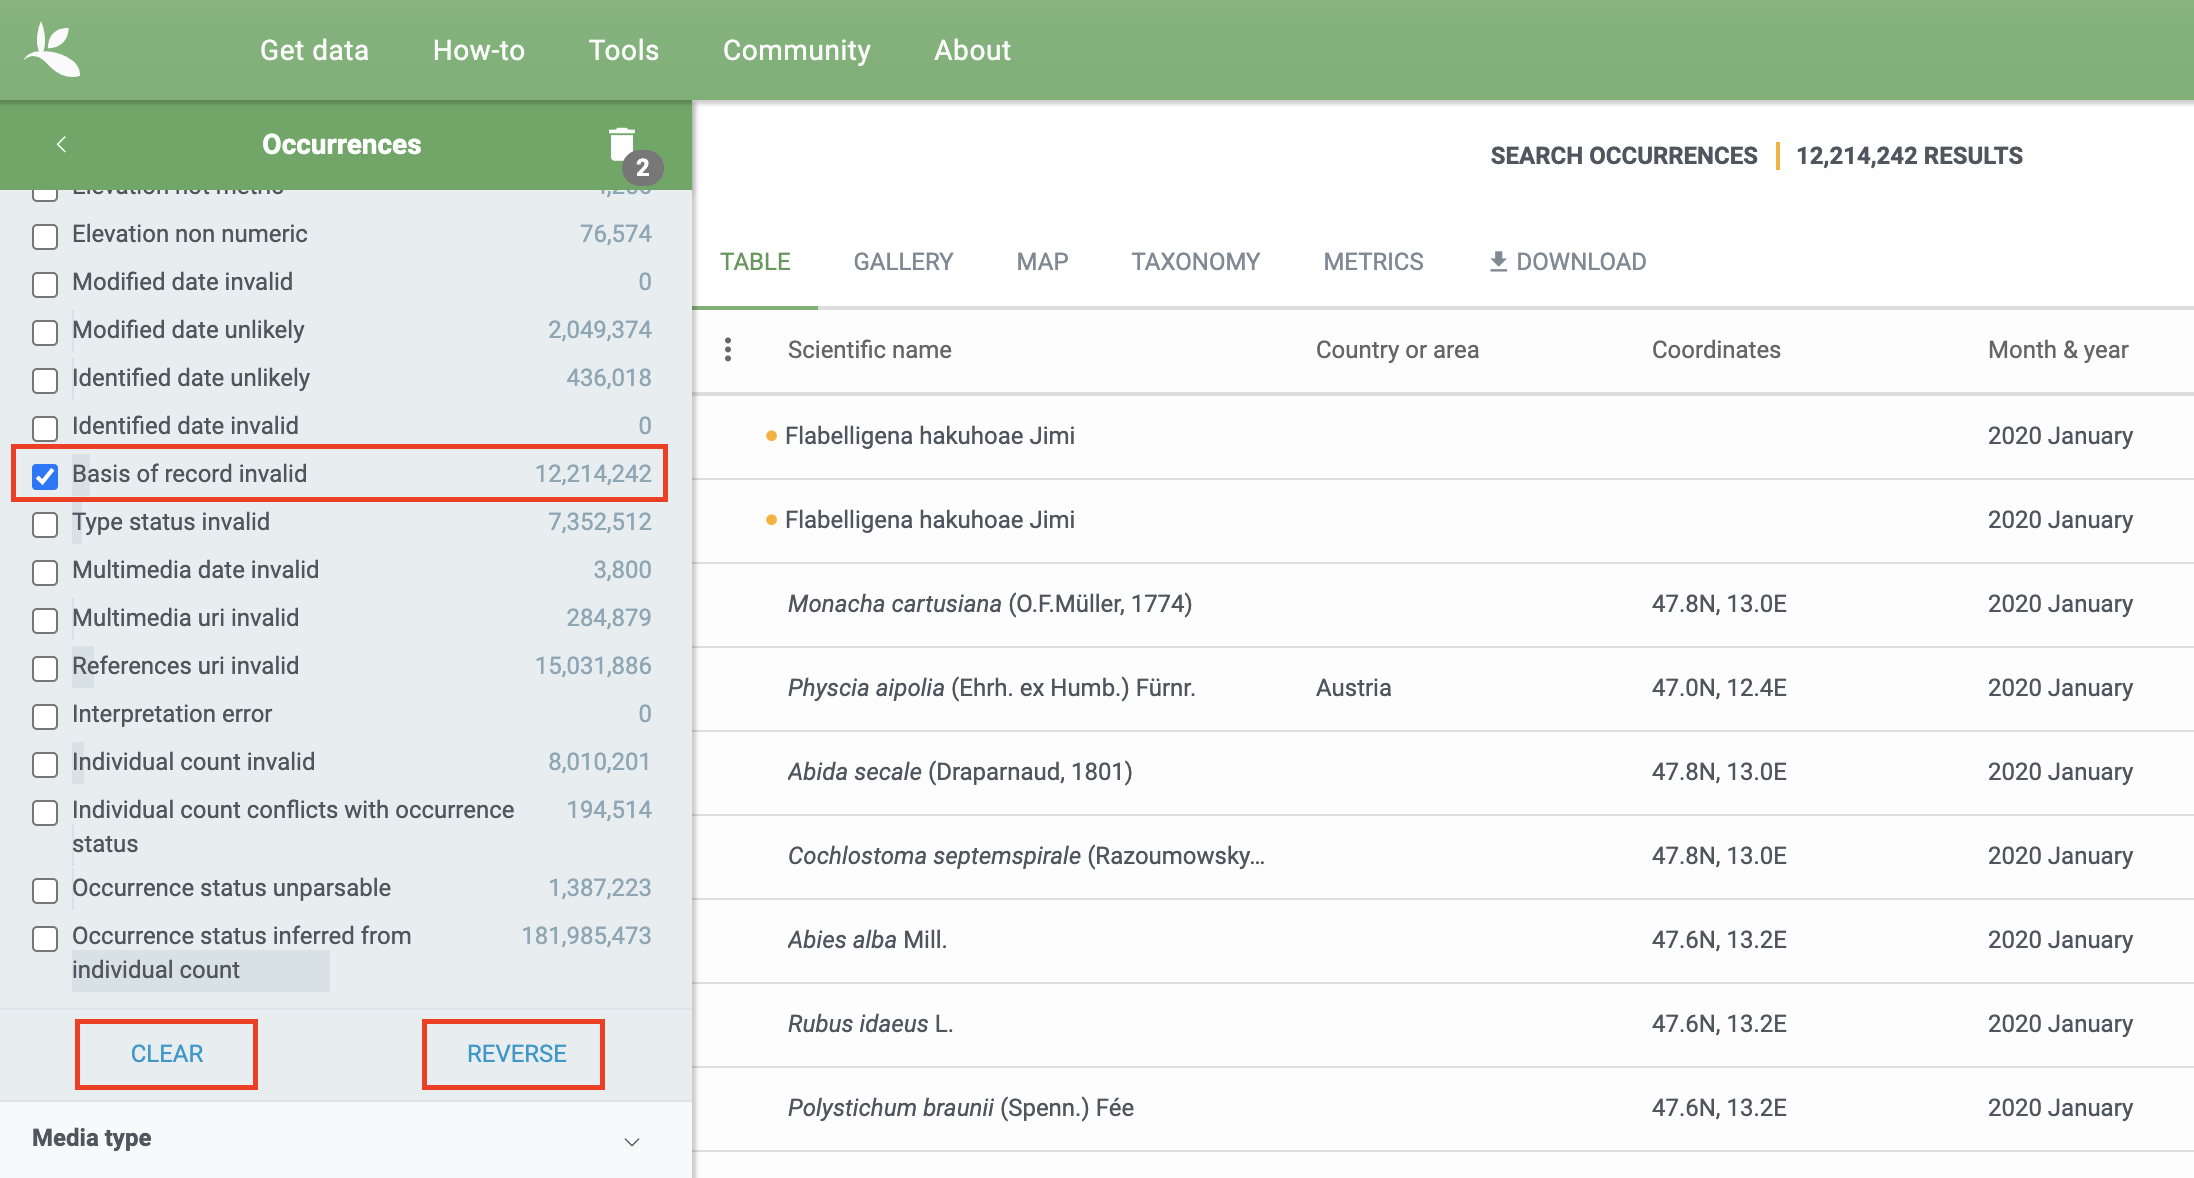 Get data How-to Tools Community About
Occurrences
2
Elevation not metric
Elevation non numeric 76,574
Modified date invalid 0
Modified date unlikely 2,049,374
Identified date unlikely 436,018
Identified date invalid 0
Basis of record invalid 12,214,242
Type status invalid 7,352,512
Multimedia date invalid 3,800
Multimedia uri invalid 284,879
References uri invalid 15,031,886
Interpretation error 0
Individual count invalid 8,010,201
Individual count conflicts with occurrence 194,514
status
Occurrence status unparsable 1,387,223
Occurrence status inferred from 181,985,473
individual count
CLEAR REVERSE
Media type
SEARCH OCCURRENCES | 12,214,242 RESULTS
TABLE GALLERY MAP TAXONOMY METRICS DOWNLOAD
Scientific name Country or area Coordinates Month & year
Flabelligena hakuhoae Jimi 2020 January
Flabelligena hakuhoae Jimi 2020 January
Monacha cartusiana (O.F.Müller, 1774) 47.8N, 13.0E 2020 January
Physcia aipolia (Ehrh. ex Humb.) Fürnr. Austria 47.0N, 12.4E 2020 January
Abida secale (Draparnaud, 1801) 47.8N, 13.0E 2020 January
Cochlostoma septemspirale (Razoumowsky... 47.8N, 13.0E 2020 January
Abies alba Mill. 47.6N, 13.2E 2020 January
Rubus idaeus L. 47.6N, 13.2E 2020 January
Polystichum braunii (Spenn.) Fée 47.6N, 13.2E 2020 January